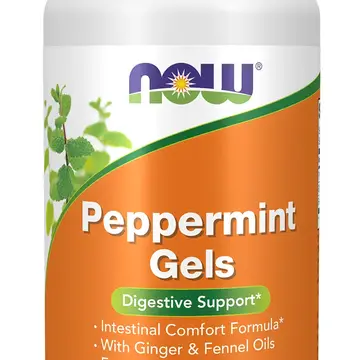 NOW®
Peppermint
Gels
Digestive Support*
• Intestinal Comfort Formula*
• With Ginger & Fennel Oils